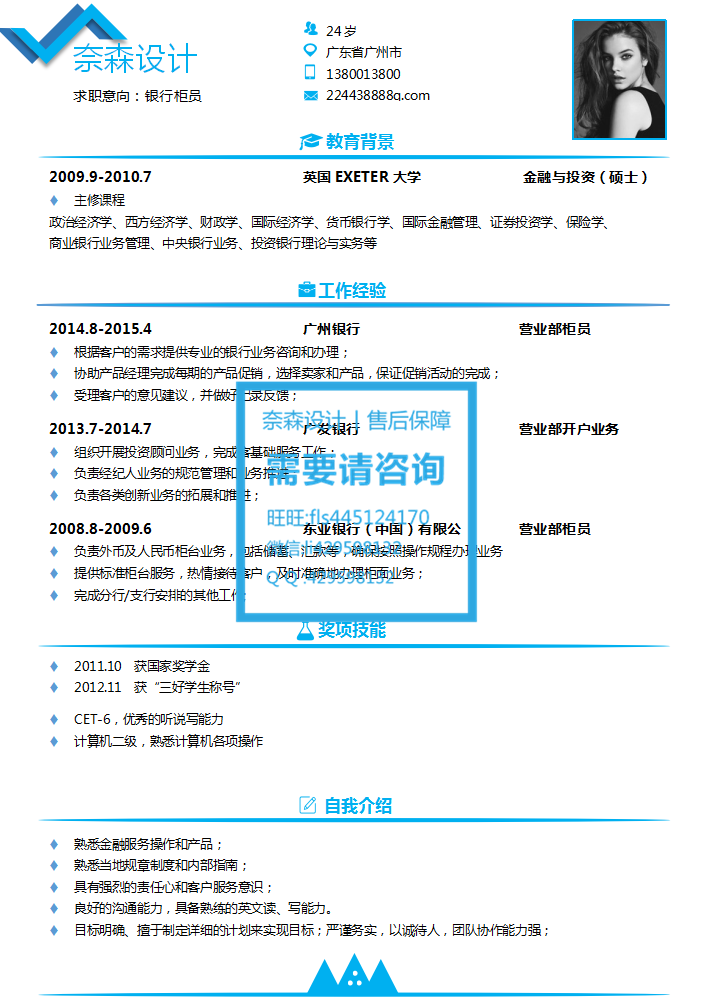 奈森设计
求职意向：银行柜员
24 岁
广东省广州市
1380013800
224438888q.com
教育背景
2009.9-2010.7 英国 EXETER 大学 金融与投资（硕士）
主修课程
政治经济学、西方经济学、财政学、国际经济学、货币银行学、国际金融管理、证券投资学、保险学、
商业银行业务管理、中央银行业务、投资银行理论与实务等
工作经验
2014.8-2015.4 广州银行 营业部柜员
根据客户的需求提供专业的银行业务咨询和办理；
协助产品经理完成每期的产品促销，选择卖家和产品，保证促销活动的完成；
受理客户的意见建议，并做好记录反馈；
奈森设计丨售后保障
2013.7-2014.7 广发银行 营业部开户业务
组织开展投资顾问业务，完成客基础服务工作；
需要请咨询
负责经纪人业务的规范管理和业务推进
负责各类创新业务的拓展和推进；
旺旺:fls445124170
2008.8-2009.6 东亚银行（中国）有限公 营业部柜员
负责外币及人民币柜台业务，包括储蓄、汇款等，确保按照操作规程办理业务
提供标准柜台服务，热情接待客户，及时准确地办理柜面业务；
完成分行/支行安排的其他工作
奖项技能
2011.10 获国家奖学金
2012.11 获“三好学生称号”
CET-6，优秀的听说写能力
计算机二级，熟悉计算机各项操作
自我介绍
熟悉金融服务操作和产品；
熟悉当地规章制度和内部指南；
具有强烈的责任心和客户服务意识；
良好的沟通能力，具备熟练的英文读、写能力。
目标明确、擅于制定详细的计划来实现目标；严谨务实，以诚待人，团队协作能力强；